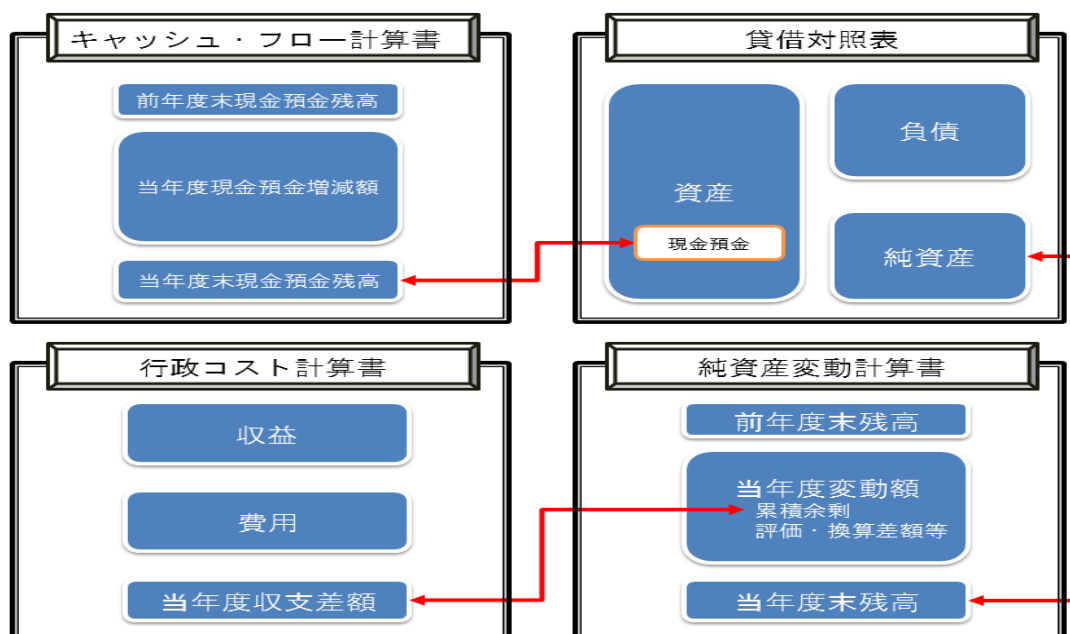 キャッシュ・フロー計算書
前年度末現金預金残高
当年度現金預金増減額
当年度末現金預金残高
貸借対照表
資産
現金預金
負債
純資産
行政コスト計算書
収益
費用
当年度収支差額
純資産変動計算書
前年度末残高
当年度変動額
累積余剰
評価・換算差額等
当年度末残高